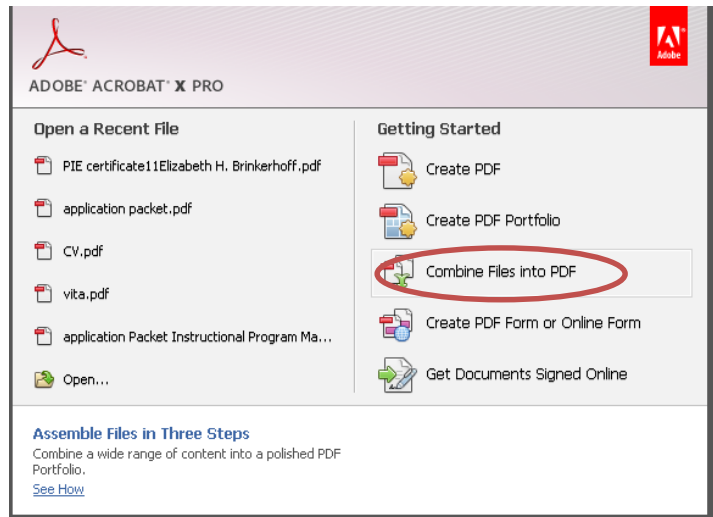 Adobe
ADOBE® ACROBAT® X PRO
Open a Recent File
PIE certificate11Elizabeth H. Brinkerhoff.pdf
application packet.pdf
CV.pdf
vita.pdf
application Packet Instructional Program Ma...
Open...
Getting Started
Create PDF
Create PDF Portfolio
Combine Files into PDF
Create PDF Form or Online Form
Get Documents Signed Online
Assemble Files in Three Steps
Combine a wide range of content into a polished PDF
Portfolio.
See How